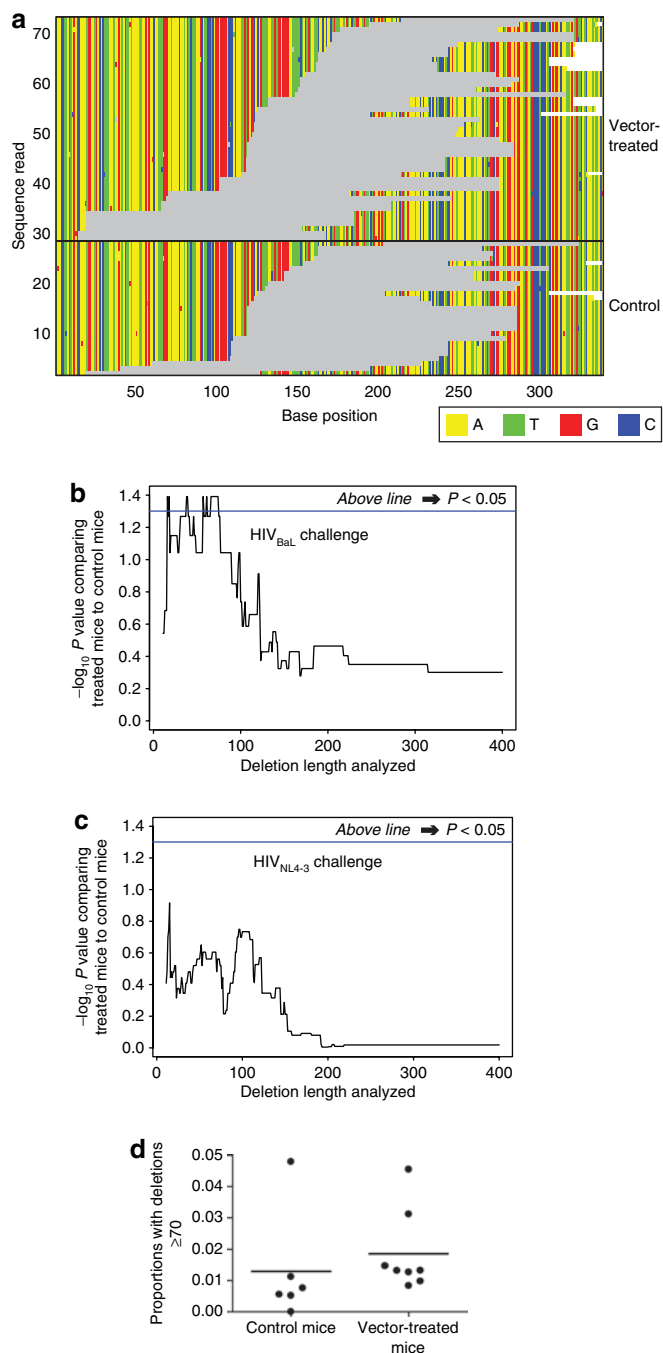 a
70
60
50
40
30
20
10
Sequence read
Vector-
treated
Control
50 100 150 200 250 300
Base position
A T G C
b
1.4
1.2
1.0
0.8
0.6
0.4
0.2
0.0
–log10 P value comparing
treated mice to control mice
Above line ➔ P < 0.05
HIVBaL challenge
0 100 200 300 400
Deletion length analyzed
c
1.4
1.2
1.0
0.8
0.6
0.4
0.2
0.0
–log10 P value comparing
treated mice to control mice
Above line ➔ P < 0.05
HIVNL4-3 challenge
0 100 200 300 400
Deletion length analyzed
d
0.05
0.04
0.03
0.02
0.01
0.00
Proportions with deletions
≥70
Control mice
Vector-treated
mice